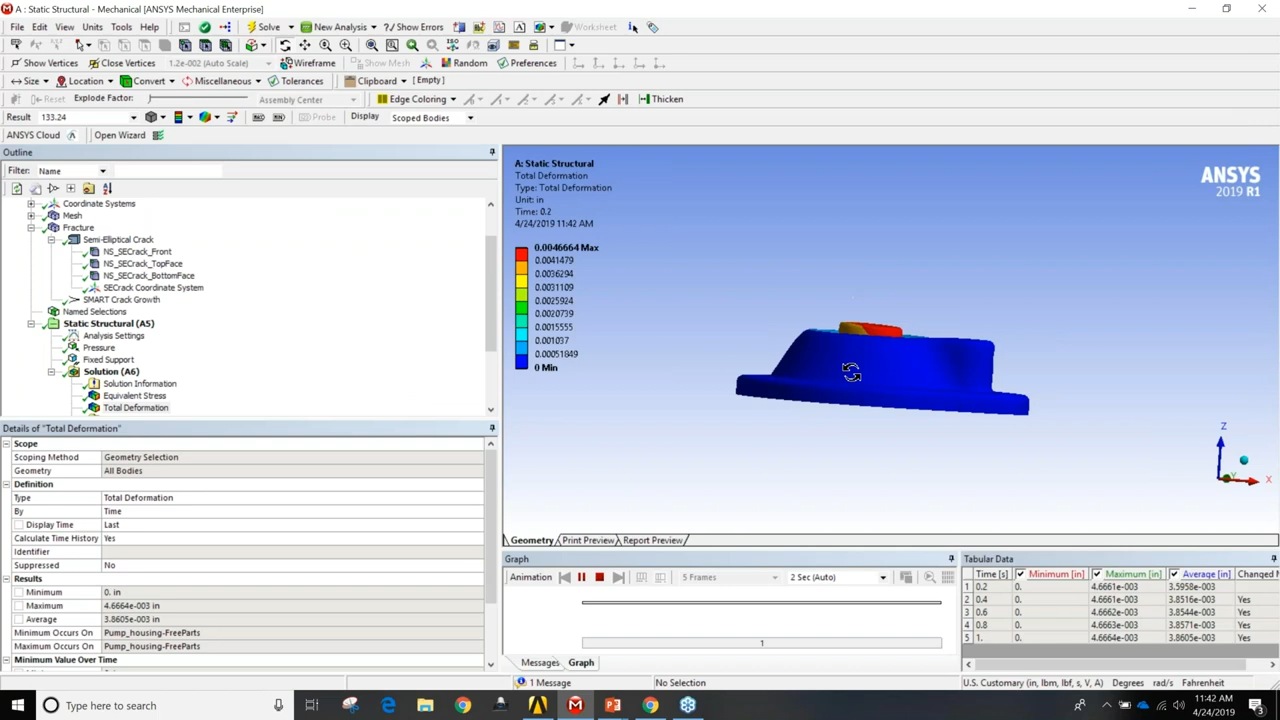 A : Static Structural - Mechanical [ANSYS Mechanical Enterprise]
File Edit View Units Tools Help Solve New Analysis ?/ Show Errors Worksheet
Show Vertices Close Vertices 1.2e-002 (Auto Scale) Wireframe Show Mesh Random Preferences
Size Location Convert Miscellaneous Tolerances Clipboard [Empty]
Reset Explode Factor: Assembly Center Edge Coloring Thicken
Result 133.24 Probe Display Scoped Bodies
ANSYS Cloud Open Wizard
Outline
Filter: Name
Coordinate Systems
Mesh
Fracture
Semi-Elliptical Crack
NS_SECrack_Front
NS_SECrack_TopFace
NS_SECrack_BottomFace
SECrack Coordinate System
SMART Crack Growth
Named Selections
Static Structural (A5)
Analysis Settings
Pressure
Fixed Support
Solution (A6)
Solution Information
Equivalent Stress
Total Deformation
Details of "Total Deformation"
Scope
Scoping Method Geometry Selection
Geometry All Bodies
Definition
Type Total Deformation
By Time
Display Time Last
Calculate Time History Yes
Identifier
Suppressed No
Results
Minimum 0. in
Maximum 4.6664e-003 in
Average 3.8605e-003 in
Minimum Occurs On Pump_housing-FreeParts
Maximum Occurs On Pump_housing-FreeParts
Minimum Value Over Time
A: Static Structural
Total Deformation
Type: Total Deformation
Unit: in
Time: 0.2
4/24/2019 11:42 AM
0.0046664 Max
0.0041479
0.0036294
0.0031109
0.0025924
0.0020739
0.0015555
0.001037
0.00051849
0 Min
ANSYS
2019 R1
Z
Y
X
Geometry Print Preview Report Preview
Graph
Animation 5 Frames 2 Sec (Auto)
1
Messages Graph
Tabular Data
Time [s] Minimum [in] Maximum [in] Average [in] Changed M
1 0.2 0. 4.6661e-003 3.5958e-003
2 0.4 0. 4.6661e-003 3.8516e-003 Yes
3 0.6 0. 4.6662e-003 3.8544e-003 Yes
4 0.8 0. 4.6663e-003 3.8571e-003 Yes
5 1. 0. 4.6664e-003 3.8605e-003 Yes
1 Message No Selection U.S. Customary (in, lbm, lbf, s, V, A) Degrees rad/s Fahrenheit
Type here to search
11:42 AM
4/24/2019
3